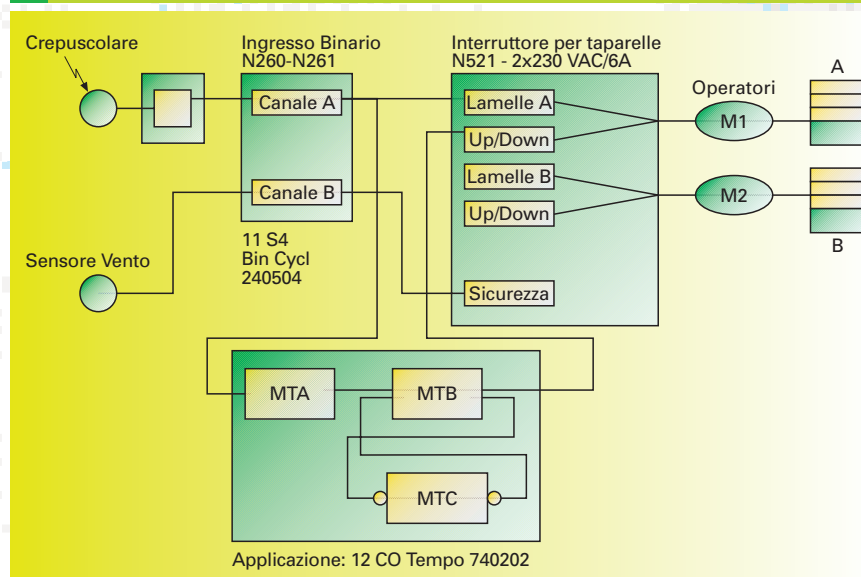 Crepuscolare
Ingresso Binario
N260-N261
Interruttore per taparelle
N521 - 2x230 VAC/6A
Operatori
A
Canale A
Lamelle A
M1
Up/Down
Lamelle B
Canale B
M2
Up/Down
B
11 S4
Bin Cycl
240504
Sensore Vento
Sicurezza
MTA
MTB
MTC
Applicazione: 12 CO Tempo 740202